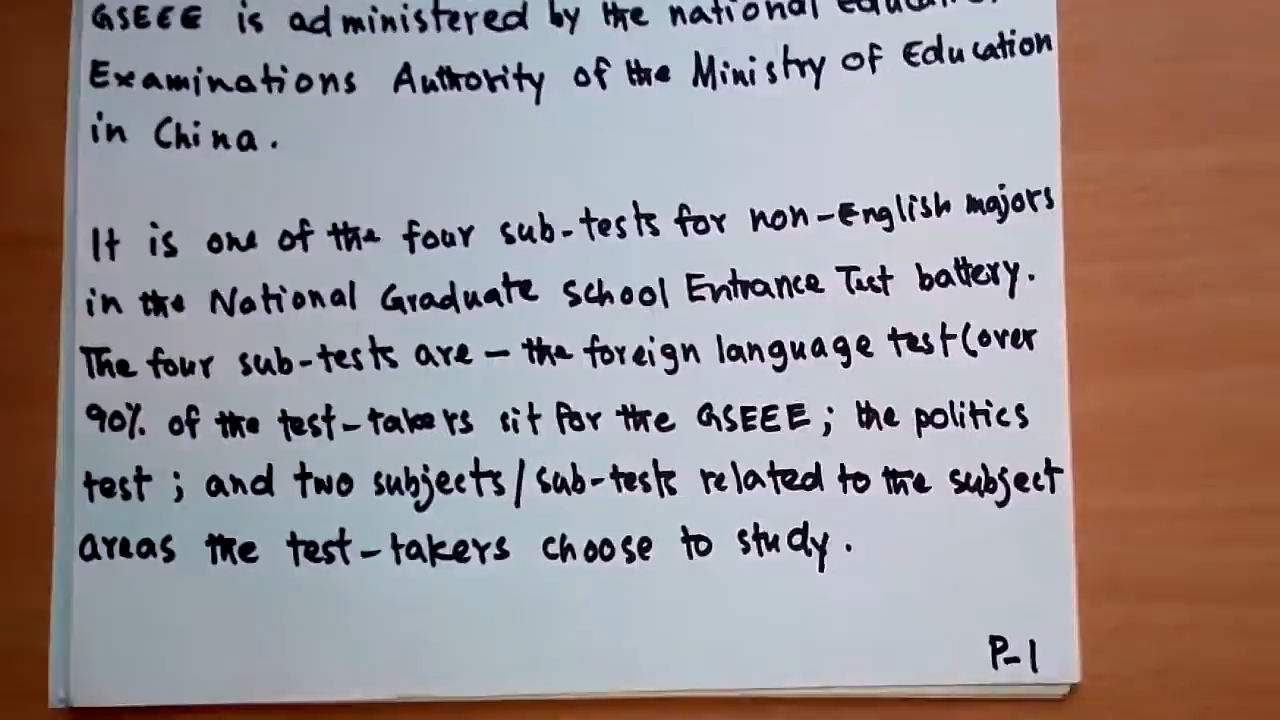 GSEEE is administered by the national
Examinations Authority of the Ministry of Education
in China.
It is one of the four sub-tests for non-English majors
in the National Graduate School Entrance Test battery.
The four sub-tests are - the foreign language test (over
90% of the test-takers sit for the GSEEE; the politics
test; and two subjects/sub-tests related to the subject
areas the test-takers choose to study.
P-1